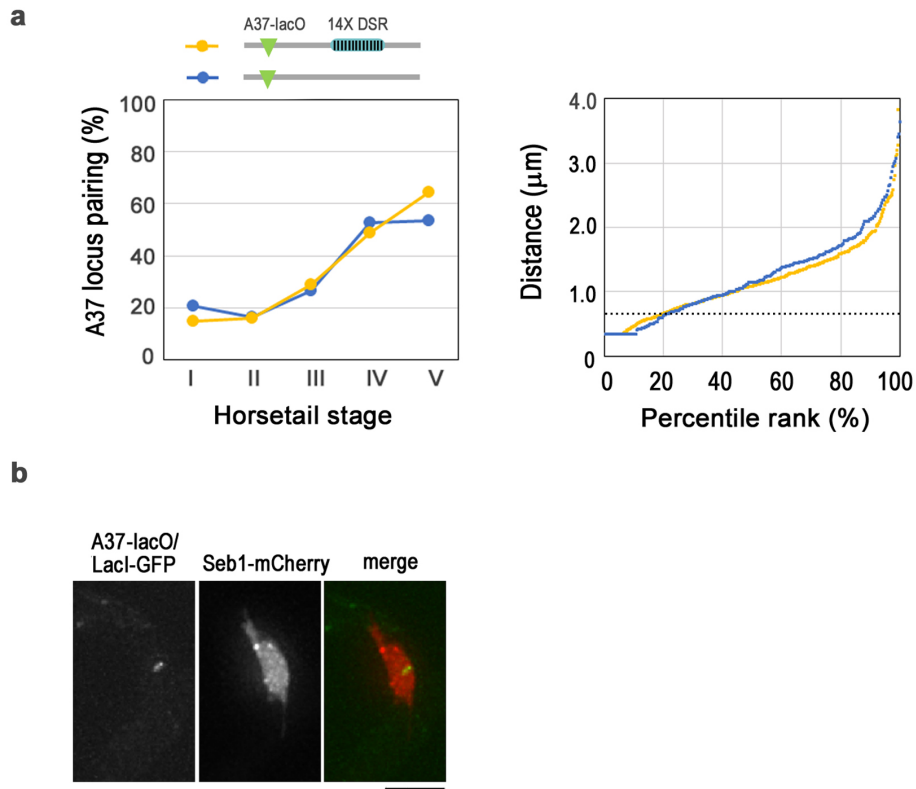 a
A37-lacO 14X DSR
A37 locus pairing (%)
100
80
60
40
20
0
I II III IV V
Horsetail stage
Distance (μm)
4.0
3.0
2.0
1.0
0
0 20 40 60 80 100
Percentile rank (%)
b
A37-lacO/
LacI-GFP
Seb1-mCherry
merge